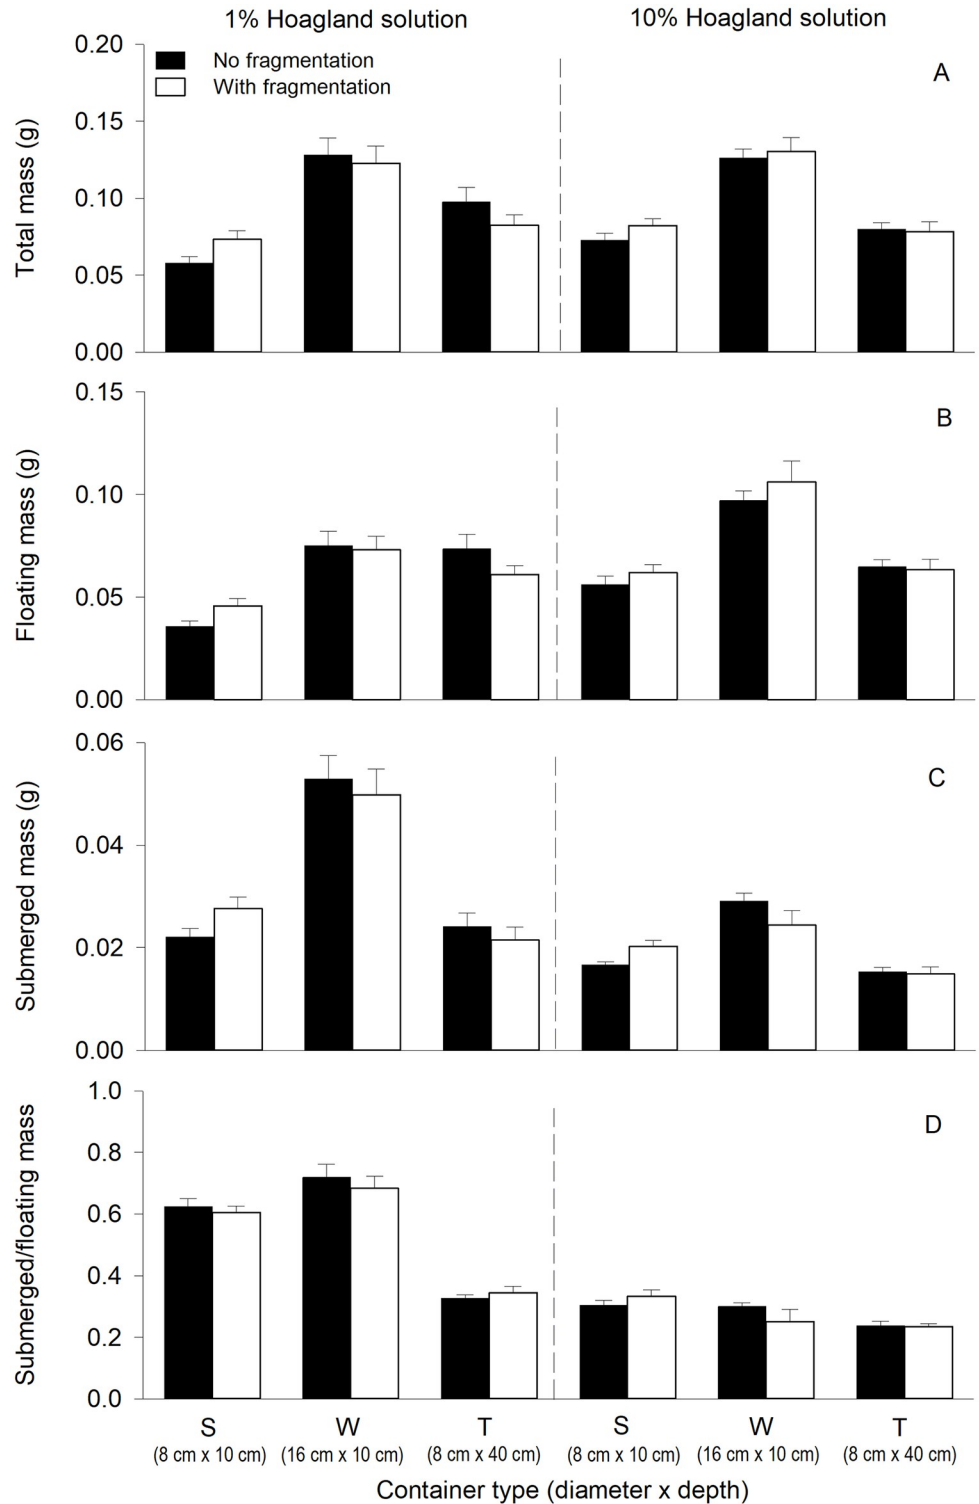 1% Hoagland solution 10% Hoagland solution
0.20
No fragmentation
With fragmentation
A
0.15
0.10
0.05
0.00
Total mass (g)
0.15
B
0.10
0.05
0.00
Floating mass (g)
0.06
C
0.04
0.02
0.00
Submerged mass (g)
1.0
D
0.8
0.6
0.4
0.2
0.0
Submerged/floating mass
S W T S W T
(8 cm x 10 cm) (16 cm x 10 cm) (8 cm x 40 cm) (8 cm x 10 cm) (16 cm x 10 cm) (8 cm x 40 cm)
Container type (diameter x depth)